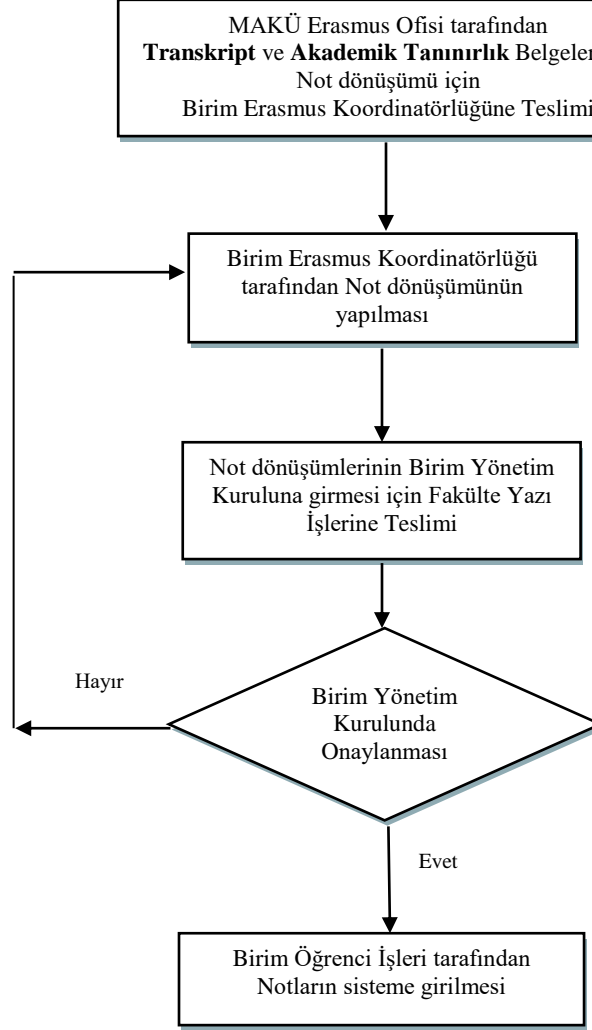 MAKÜ Erasmus Ofisi tarafından
Transkript ve Akademik Tanınırlık Belgeler
Not dönüşümü için
Birim Erasmus Koordinatörlüğüne Teslimi
Birim Erasmus Koordinatörlüğü
tarafından Not dönüşümünün
yapılması
Not dönüşümlerinin Birim Yönetim
Kuruluna girmesi için Fakülte Yazı
İşlerine Teslimi
Hayır
Birim Yönetim
Kurulunda
Onaylanması
Evet
Birim Öğrenci İşleri tarafından
Notların sisteme girilmesi